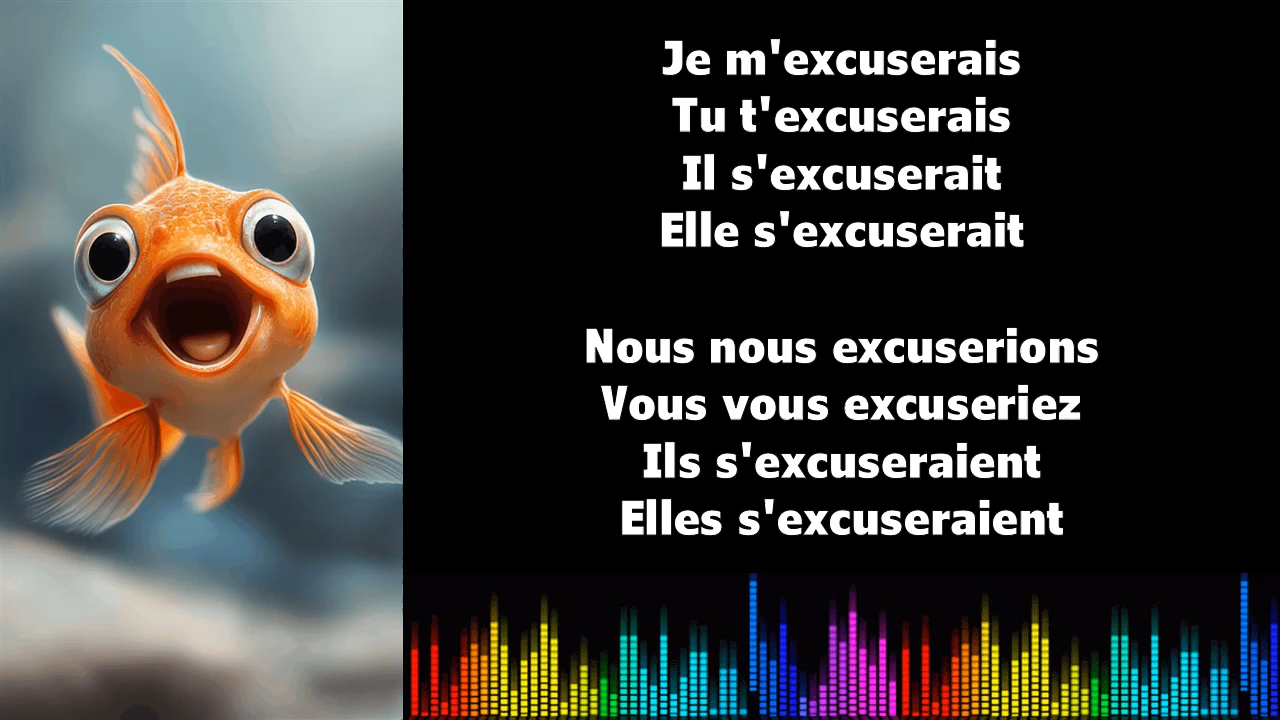 Je m'excuserais
Tu t'excuserais
Il s'excuserait
Elle s'excuserait
Nous nous excuserions
Vous vous excuseriez
Ils s'excuseraient
Elles s'excuseraient